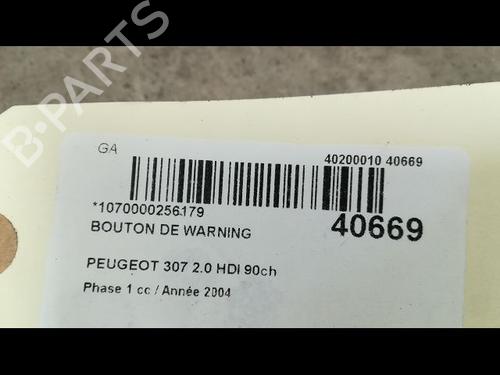 B-PARTS
GA
40200010 40669
*1070000256179
40669
BOUTON DE WARNING
PEUGEOT 307 2.0 HDI 90ch
Phase 1 cc / Année 2004